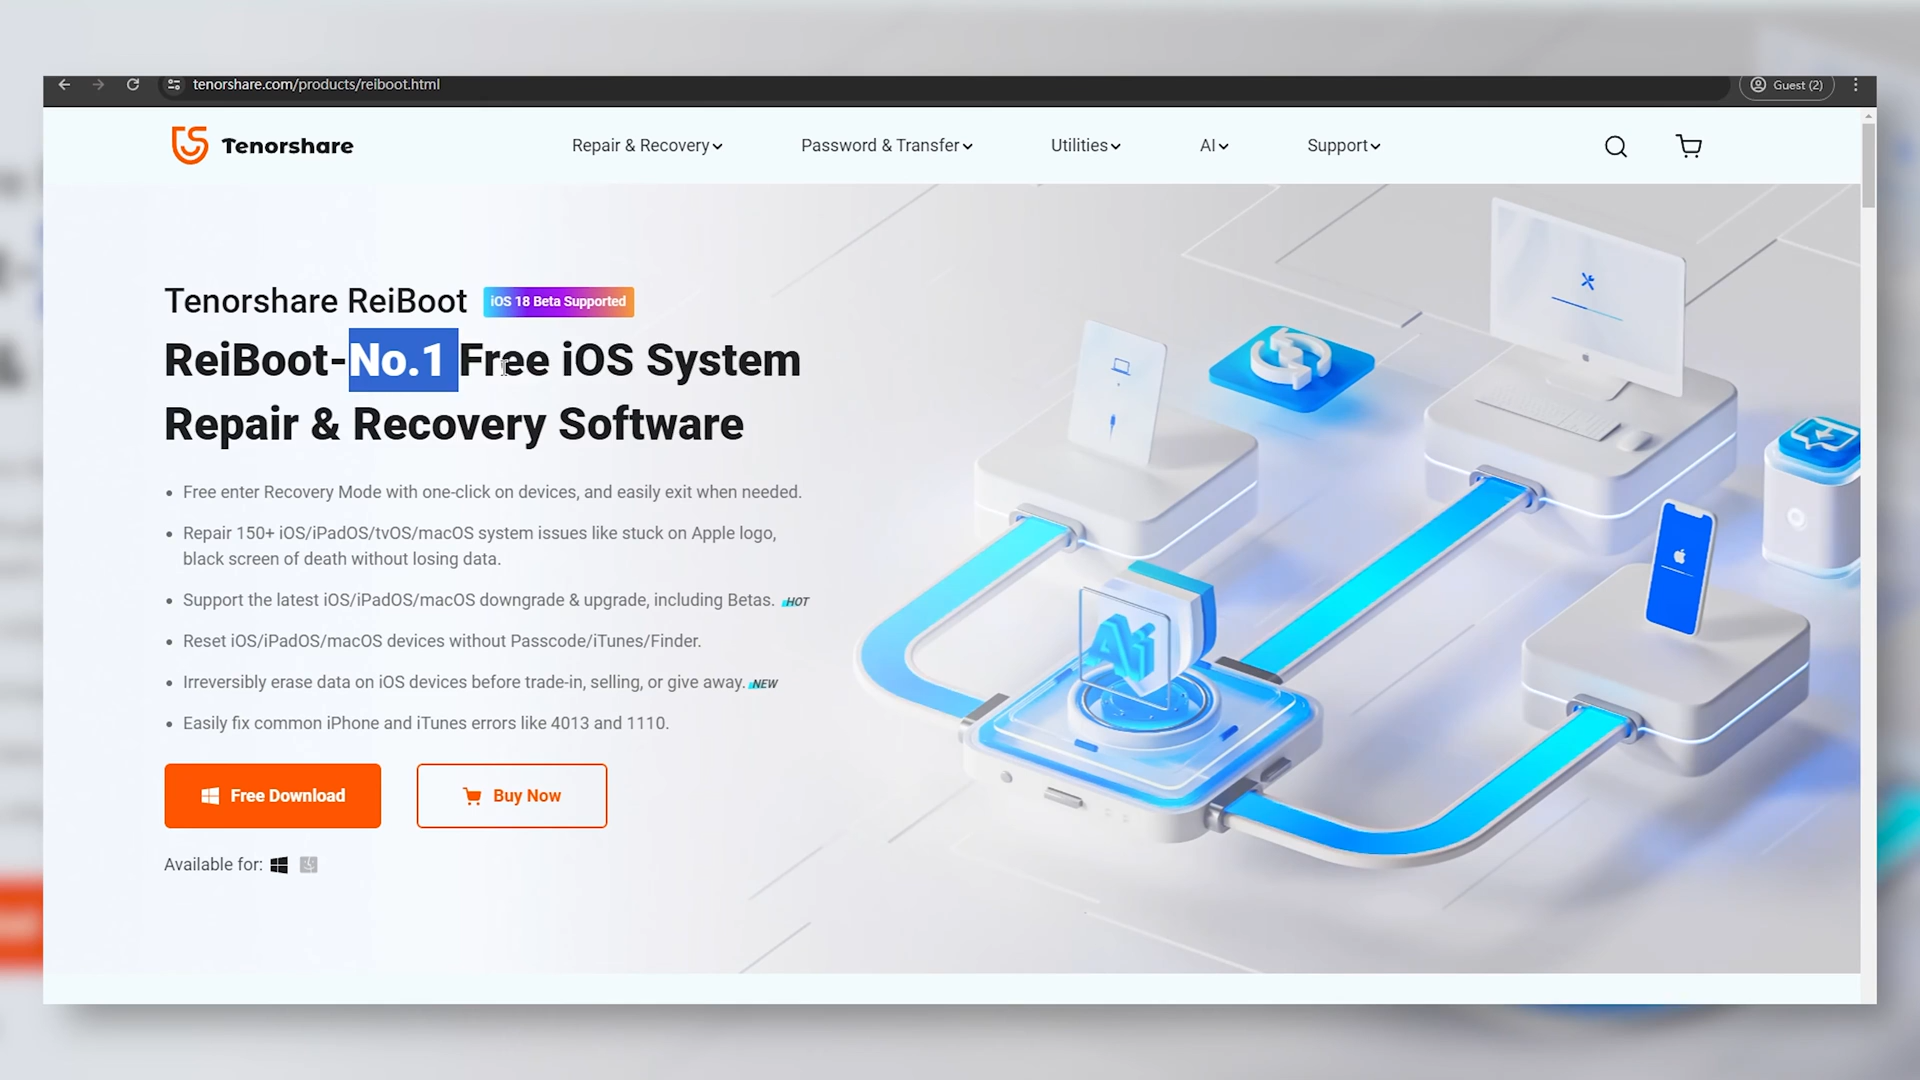 tenorshare.com/products/reiboot.html
Guest (2)
Tenorshare
Repair & Recovery
Password & Transfer
Utilities
AI
Support
Tenorshare ReiBoot
iOS 18 Beta Supported
ReiBoot-No.1 Free iOS System
Repair & Recovery Software
Free enter Recovery Mode with one-click on devices, and easily exit when needed.
Repair 150+ iOS/iPadOS/tvOS/macOS system issues like stuck on Apple logo,
black screen of death without losing data.
Support the latest iOS/iPadOS/macOS downgrade & upgrade, including Betas. HOT
Reset iOS/iPadOS/macOS devices without Passcode/iTunes/Finder.
Irreversibly erase data on iOS devices before trade-in, selling, or give away. NEW
Easily fix common iPhone and iTunes errors like 4013 and 1110.
Free Download
Buy Now
Available for:
Ai